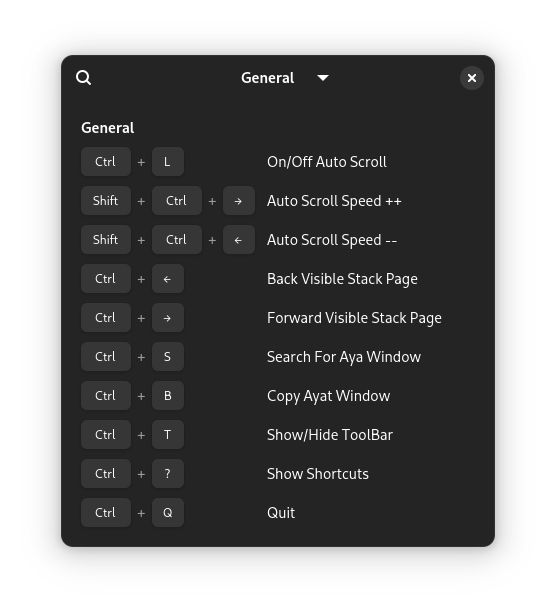 General
General
Ctrl + L On/Off Auto Scroll
Shift + Ctrl + → Auto Scroll Speed ++
Shift + Ctrl + ← Auto Scroll Speed --
Ctrl + ← Back Visible Stack Page
Ctrl + → Forward Visible Stack Page
Ctrl + S Search For Aya Window
Ctrl + B Copy Ayat Window
Ctrl + T Show/Hide ToolBar
Ctrl + ? Show Shortcuts
Ctrl + Q Quit